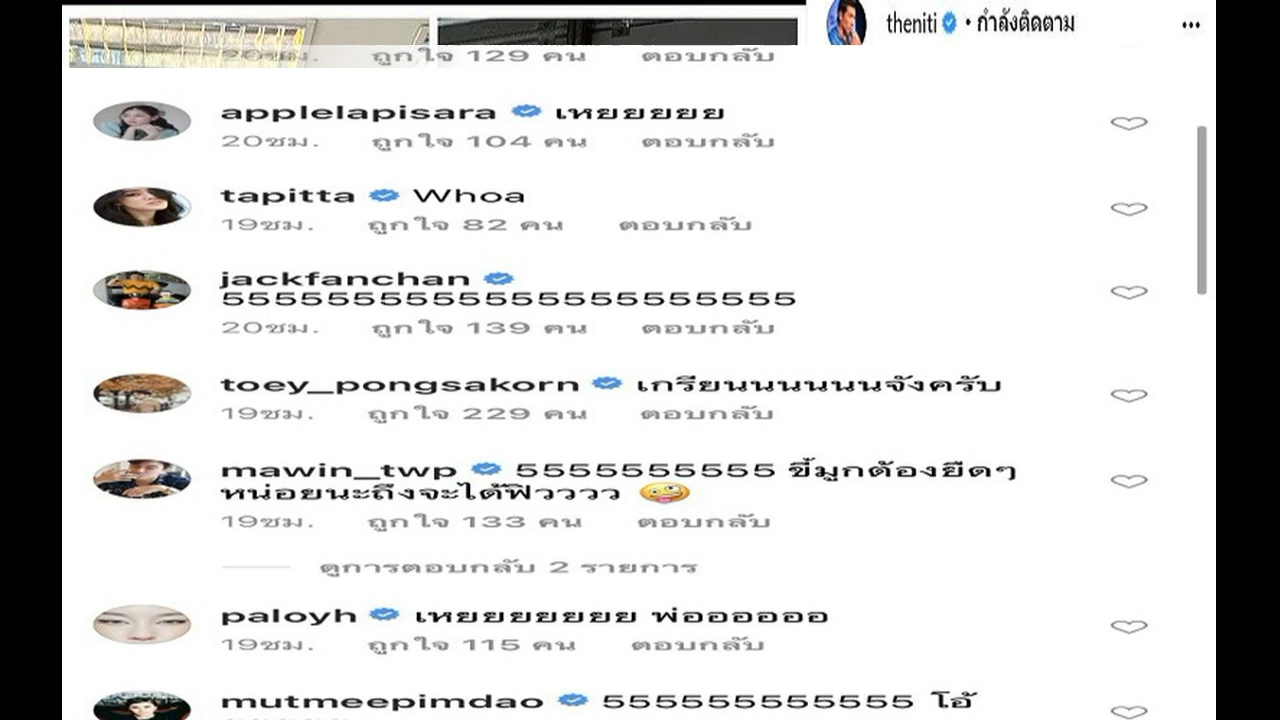 theniti • กำลังติดตาม
20ชม. ถูกใจ 129 คน ตอบกลับ
applelapisara เหยยยยย
20ชม. ถูกใจ 104 คน ตอบกลับ
tapitta Whoa
19ชม. ถูกใจ 82 คน ตอบกลับ
jackfanchan
555555555555555555555555
20ชม. ถูกใจ 139 คน ตอบกลับ
toey_pongsakorn เกรียนนนนนนจังครับ
19ชม. ถูกใจ 229 คน ตอบกลับ
mawin_twp 55555555555 ขี้มูกต้องยืดๆ
หน่อยนะถึงจะได้ฟิวววว 🤪
19ชม. ถูกใจ 133 คน ตอบกลับ
ดูการตอบกลับ 2 รายการ
paloyh เหยยยยยยย พ่ออออออ
19ชม. ถูกใจ 115 คน ตอบกลับ
mutmeepimdao 5555555555555 โอ้